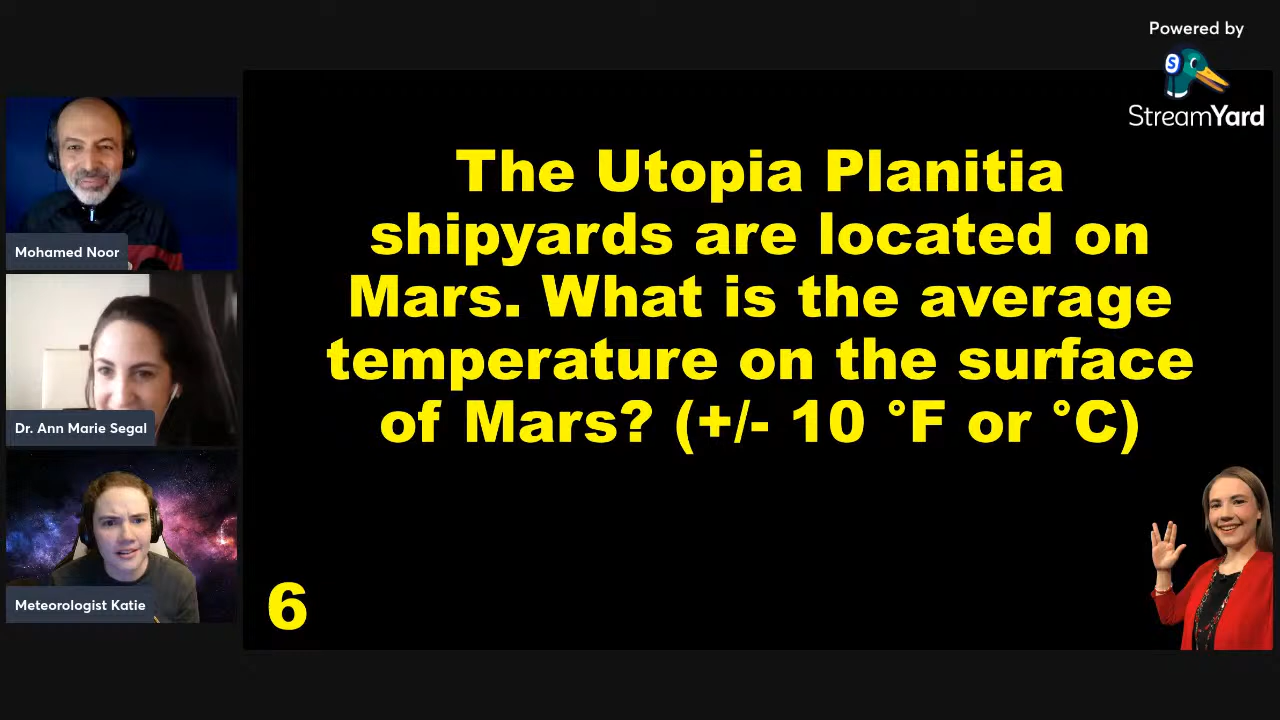 Powered by
S
StreamYard
The Utopia Planitia
shipyards are located on
Mars. What is the average
temperature on the surface
of Mars? (+/- 10 °F or °C)
6
Mohamed Noor
Dr. Ann Marie Segal
Meteorologist Katie